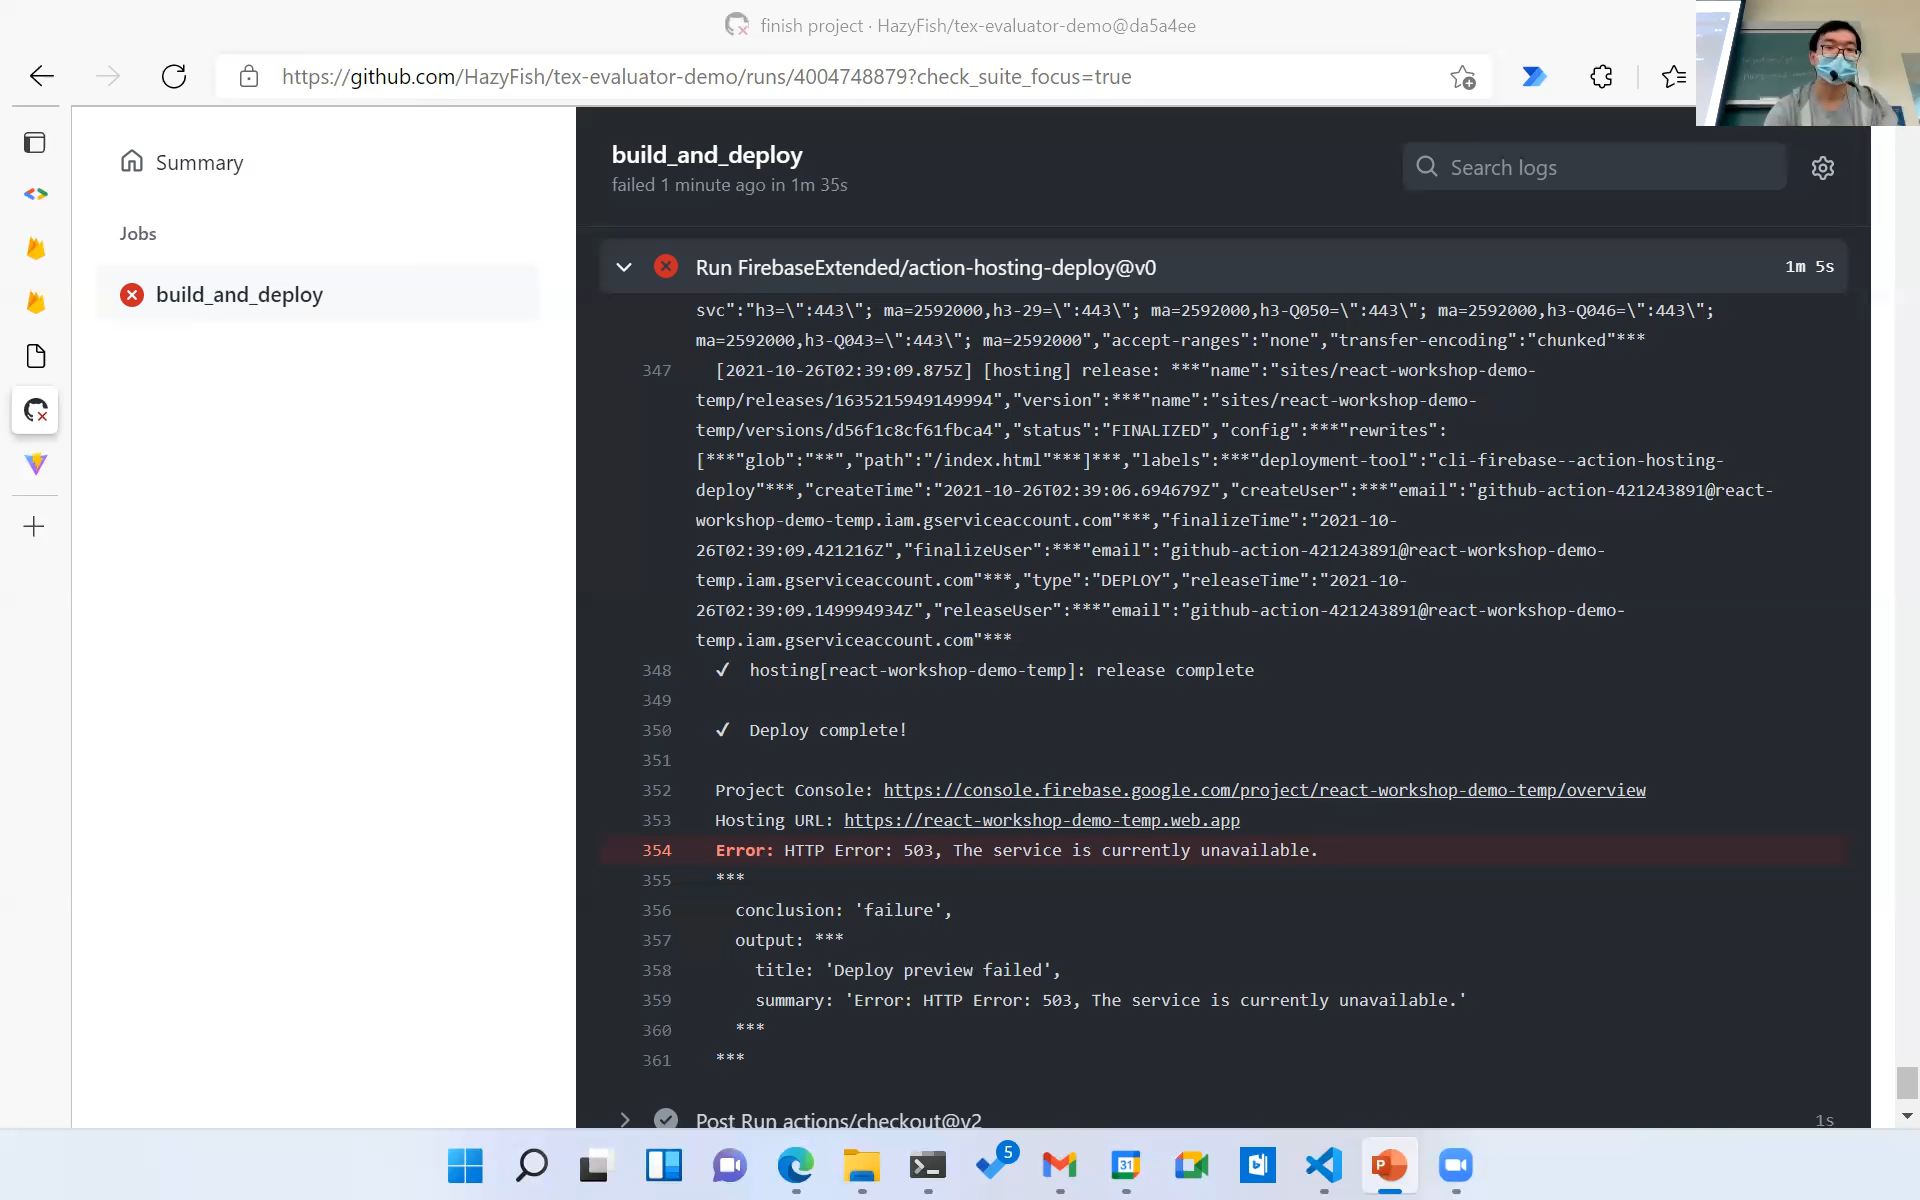 finish project · HazyFish/tex-evaluator-demo@da5a4ee
https://github.com/HazyFish/tex-evaluator-demo/runs/4004748879?check_suite_focus=true
Summary
Jobs
build_and_deploy
build_and_deploy
failed 1 minute ago in 1m 35s
Search logs
Run FirebaseExtended/action-hosting-deploy@v0
1m 5s
svc":"h3=\":443\"; ma=2592000,h3-29=\":443\"; ma=2592000,h3-Q050=\":443\"; ma=2592000,h3-Q046=\":443\";
ma=2592000,h3-Q043=\":443\"; ma=2592000","accept-ranges":"none","transfer-encoding":"chunked"***
347 [2021-10-26T02:39:09.875Z] [hosting] release: ***"name":"sites/react-workshop-demo-
temp/releases/1635215949149994","version":***"name":"sites/react-workshop-demo-
temp/versions/d56f1c8cf61fbca4","status":"FINALIZED","config":***"rewrites":
[***"glob":"**","path":"/index.html"***]***,"labels":***"deployment-tool":"cli-firebase--action-hosting-
deploy"***,"createTime":"2021-10-26T02:39:06.694679Z","createUser":***"email":"github-action-421243891@react-
workshop-demo-temp.iam.gserviceaccount.com"***,"finalizeTime":"2021-10-
26T02:39:09.421216Z","finalizeUser":***"email":"github-action-421243891@react-workshop-demo-
temp.iam.gserviceaccount.com"***,"type":"DEPLOY","releaseTime":"2021-10-
26T02:39:09.149994934Z","releaseUser":***"email":"github-action-421243891@react-workshop-demo-
temp.iam.gserviceaccount.com"***
348 ✓ hosting[react-workshop-demo-temp]: release complete
349
350 ✓ Deploy complete!
351
352 Project Console: https://console.firebase.google.com/project/react-workshop-demo-temp/overview
353 Hosting URL: https://react-workshop-demo-temp.web.app
354 Error: HTTP Error: 503, The service is currently unavailable.
355 ***
356 conclusion: 'failure',
357 output: ***
358 title: 'Deploy preview failed',
359 summary: 'Error: HTTP Error: 503, The service is currently unavailable.'
360 ***
361 ***
Post Run actions/checkout@v2
1s
5
31